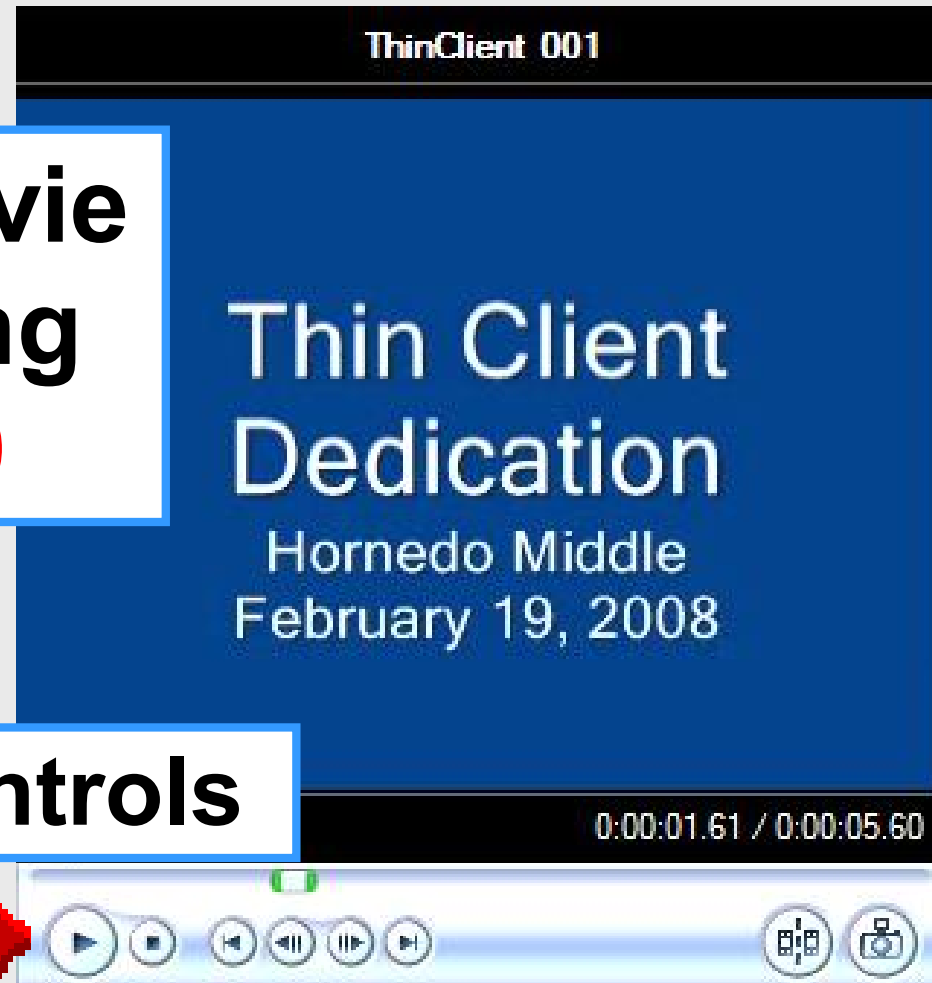 ThinClient 001
vie
ng
)
Thin Client
Dedication
Hornedo Middle
February 19, 2008
ntrols
0:00:01.61 / 0:00:05.60